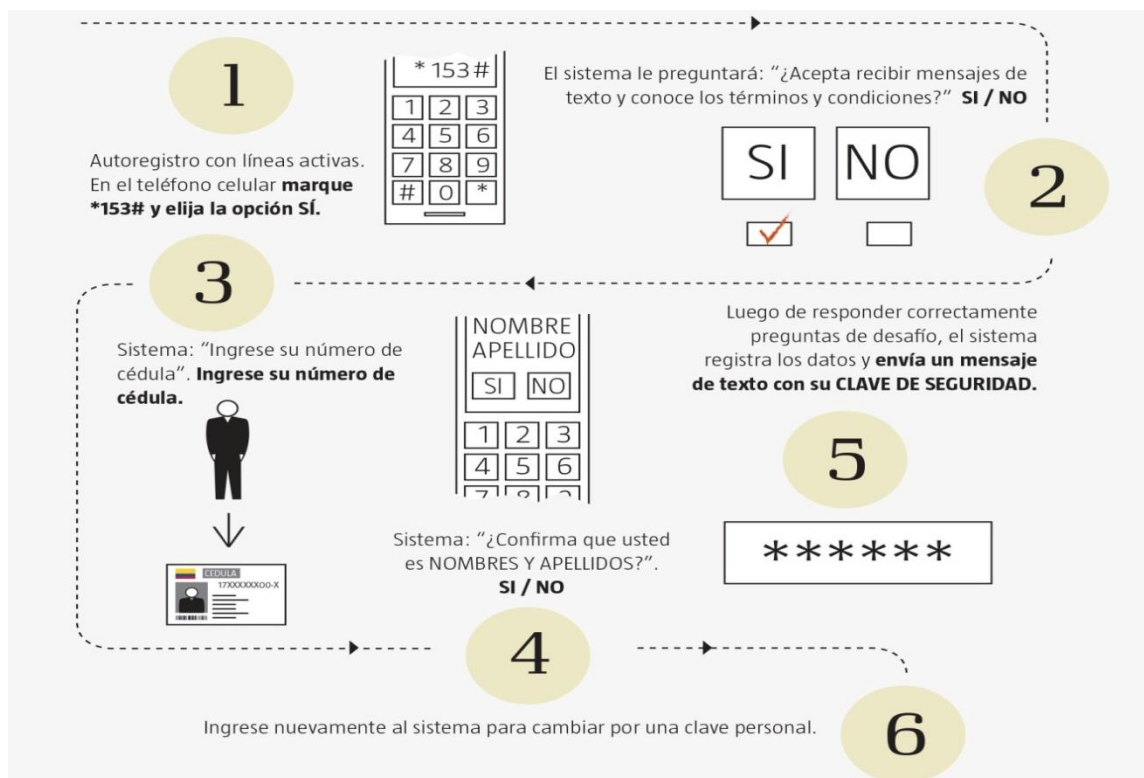 1
Autoregistro con líneas activas.
En el teléfono celular marque
*153# y elija la opción SÍ.
*153#
1 2 3
4 5 6
7 8 9
# 0 *
El sistema le preguntará: “¿Acepta recibir mensajes de
texto y conoce los términos y condiciones?” SI / NO
SI NO
2
3
Sistema: “Ingrese su número de
cédula”. Ingrese su número de
cédula.
CEDULA
17XXXXXX00-X
NOMBRE
APELLIDO
SI NO
1 2 3
4 5 6
Sistema: “¿Confirma que usted
es NOMBRES Y APELLIDOS?”.
SI / NO
4
Luego de responder correctamente
preguntas de desafío, el sistema
registra los datos y envía un mensaje
de texto con su CLAVE DE SEGURIDAD.
5
******
Ingrese nuevamente al sistema para cambiar por una clave personal.
6